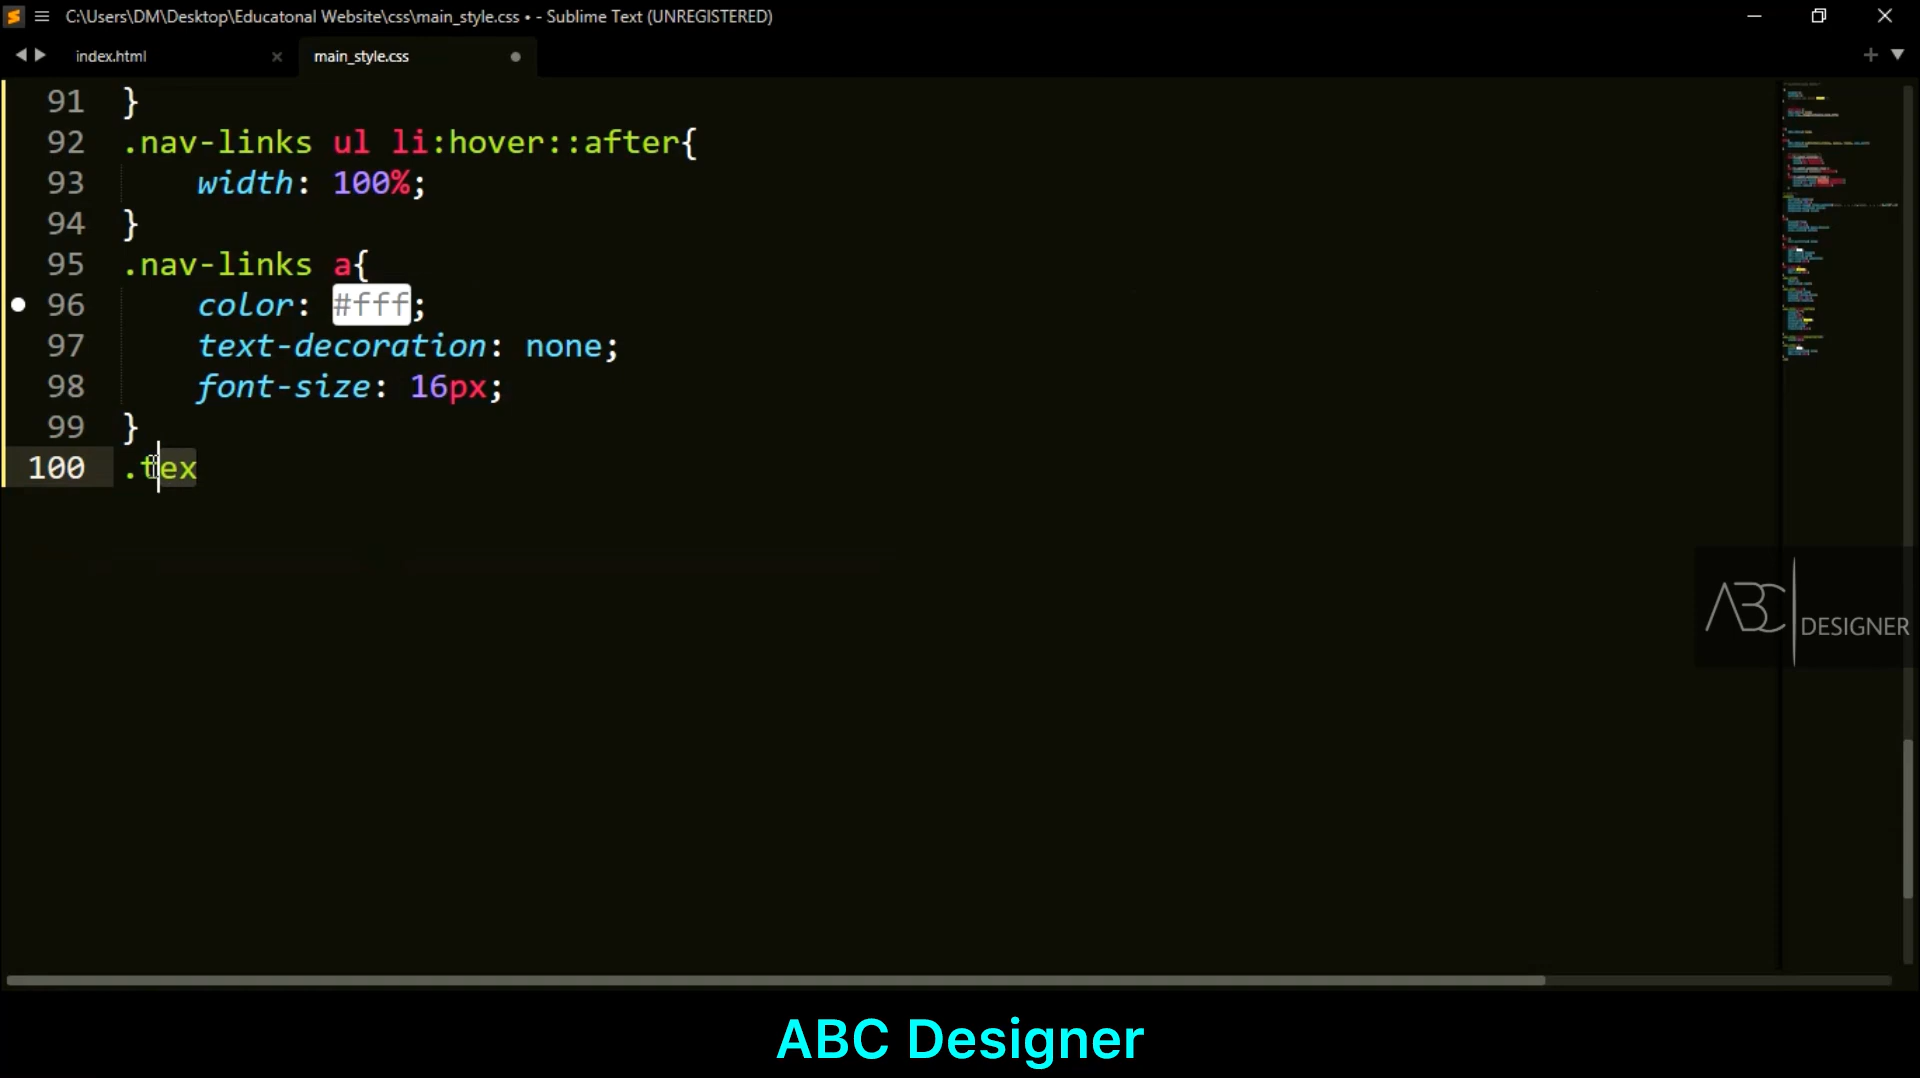 C:\Users\DM\Desktop\Educatonal Website\css\main_style.css • - Sublime Text (UNREGISTERED)
index.html
main_style.css
91 }
92 .nav-links ul li:hover::after{
93 width: 100%;
94 }
95 .nav-links a{
96 color: #fff;
97 text-decoration: none;
98 font-size: 16px;
99 }
100 .tex
ABC DESIGNER
ABC Designer